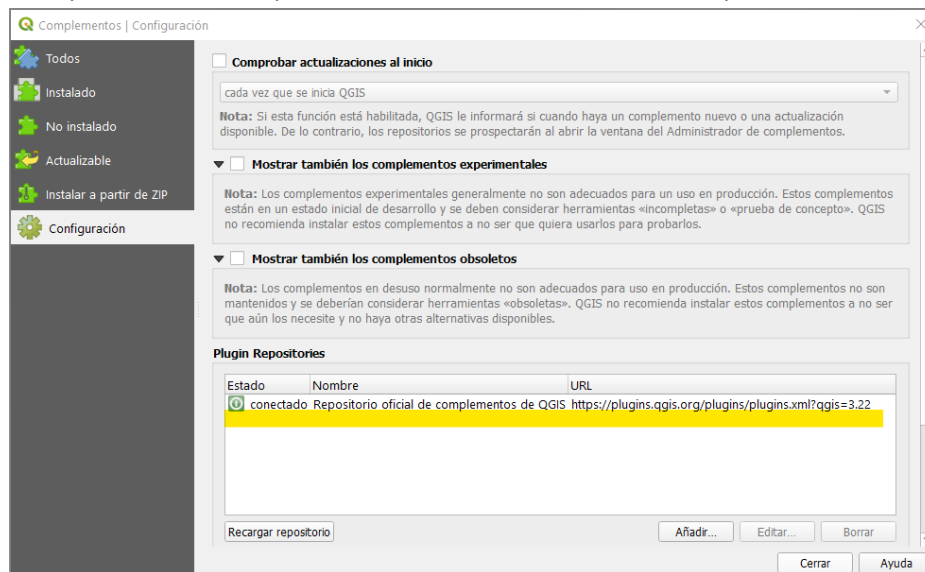 Complementos | Configuración
Todos
Instalado
No instalado
Actualizable
Instalar a partir de ZIP
Configuración
Comprobar actualizaciones al inicio
cada vez que se inicia QGIS
Nota: Si esta función está habilitada, QGIS le informará si cuando haya un complemento nuevo o una actualización
disponible. De lo contrario, los repositorios se prospectarán al abrir la ventana del Administrador de complementos.
Mostrar también los complementos experimentales
Nota: Los complementos experimentales generalmente no son adecuados para un uso en producción. Estos complementos
están en un estado inicial de desarrollo y se deben considerar herramientas «incompletas» o «prueba de concepto». QGIS
no recomienda instalar estos complementos a no ser que quiera usarlos para probarlos.
Mostrar también los complementos obsoletos
Nota: Los complementos en desuso normalmente no son adecuados para uso en producción. Estos complementos no son
mantenidos y se deberían considerar herramientas «obsoletas». QGIS no recomienda instalar estos complementos a no ser
que aún los necesite y no haya otras alternativas disponibles.
Plugin Repositories
Estado Nombre URL
conectado Repositorio oficial de complementos de QGIS https://plugins.qgis.org/plugins/plugins.xml?qgis=3.22
Recargar repositorio Añadir... Editar... Borrar
Cerrar Ayuda